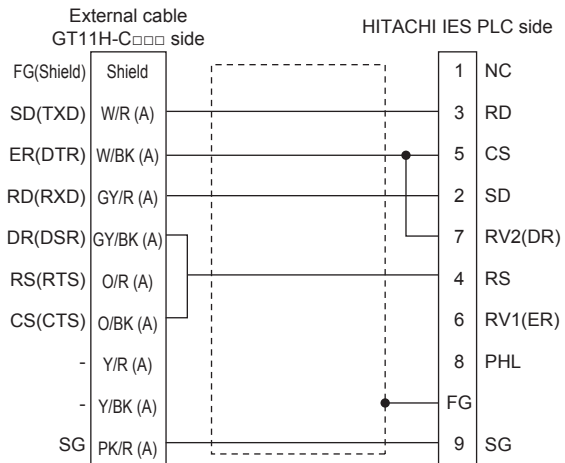 External cable
GT11H-C□□□ side
HITACHI IES PLC side
FG(Shield) Shield 1 NC
SD(TXD) W/R (A) 3 RD
ER(DTR) W/BK (A) 5 CS
RD(RXD) GY/R (A) 2 SD
DR(DSR) GY/BK (A) 7 RV2(DR)
RS(RTS) O/R (A) 4 RS
CS(CTS) O/BK (A) 6 RV1(ER)
- Y/R (A) 8 PHL
- Y/BK (A) FG
SG PK/R (A) 9 SG